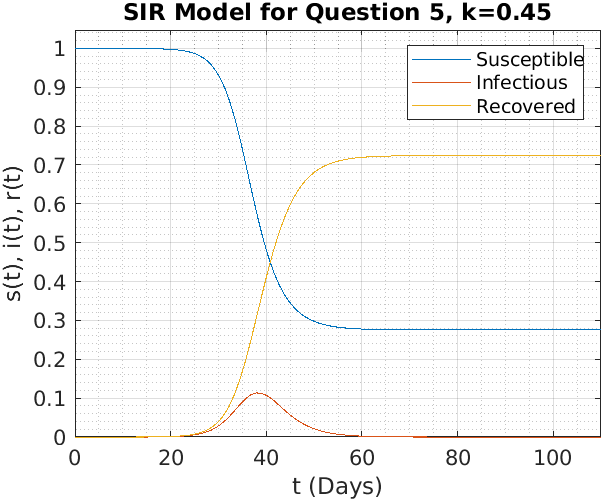 SIR Model for Question 5, k=0.45
Susceptible
Infectious
Recovered
s(t), i(t), r(t)
1
0.9
0.8
0.7
0.6
0.5
0.4
0.3
0.2
0.1
0
0 20 40 60 80 100
t (Days)